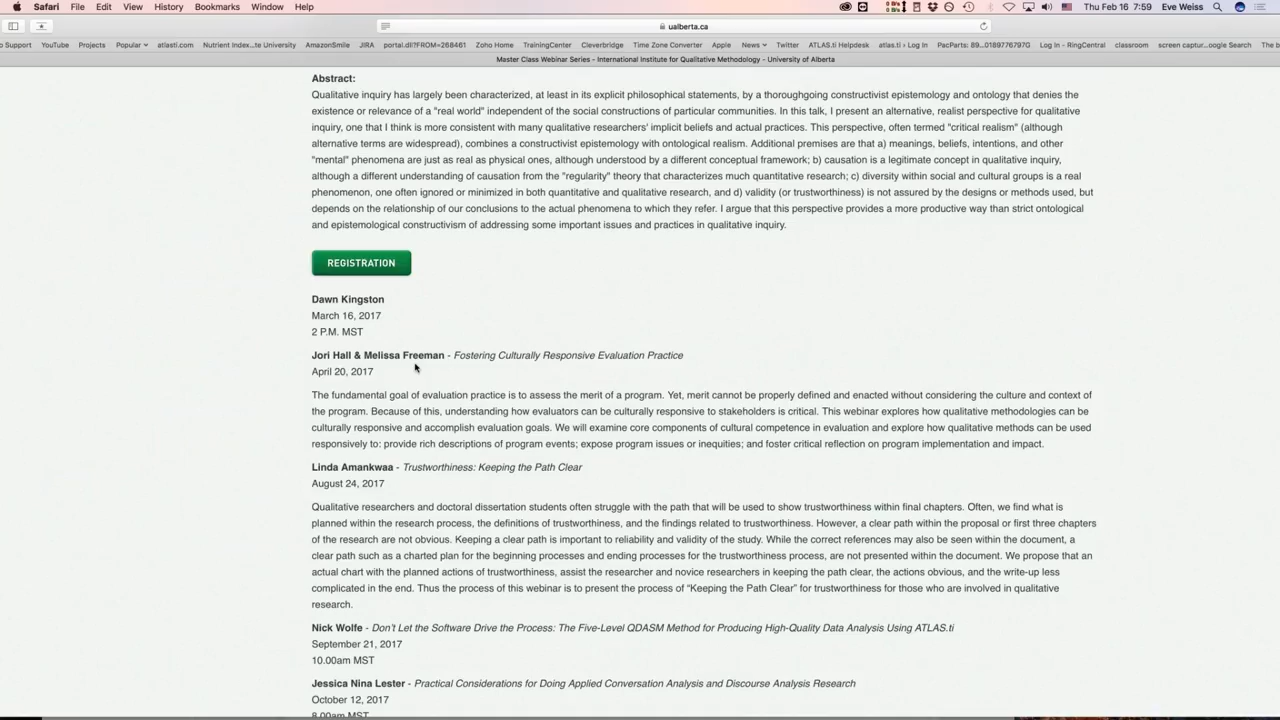 Safari File Edit View History Bookmarks Window Help
Thu Feb 16 7:59 Eve Weiss
ualberta.ca
o Support YouTube Projects Popular atlasti.com Nutrient Index...te University AmazonSmile JIRA portal.dll?FROM=268461 Zoho Home TrainingCenter Cleverbridge Time Zone Converter Apple News Twitter ATLAS.ti Helpdesk atlas.ti › Log In PacParts: 89...0189776797G Log In - RingCentral classroom screen captur...oogle Search The Best
Master Class Webinar Series - International Institute for Qualitative Methodology - University of Alberta
Abstract:
Qualitative inquiry has largely been characterized, at least in its explicit philosophical statements, by a thoroughgoing constructivist epistemology and ontology that denies the
existence or relevance of a "real world" independent of the social constructions of particular communities. In this talk, I present an alternative, realist perspective for qualitative
inquiry, one that I think is more consistent with many qualitative researchers' implicit beliefs and actual practices. This perspective, often termed "critical realism" (although
alternative terms are widespread), combines a constructivist epistemology with ontological realism. Additional premises are that a) meanings, beliefs, intentions, and other
"mental" phenomena are just as real as physical ones, although understood by a different conceptual framework; b) causation is a legitimate concept in qualitative inquiry,
although a different understanding of causation from the "regularity" theory that characterizes much quantitative research; c) diversity within social and cultural groups is a real
phenomenon, one often ignored or minimized in both quantitative and qualitative research, and d) validity (or trustworthiness) is not assured by the designs or methods used, but
depends on the relationship of our conclusions to the actual phenomena to which they refer. I argue that this perspective provides a more productive way than strict ontological
and epistemological constructivism of addressing some important issues and practices in qualitative inquiry.
REGISTRATION
Dawn Kingston
March 16, 2017
2 P.M. MST
Jori Hall & Melissa Freeman - Fostering Culturally Responsive Evaluation Practice
April 20, 2017
The fundamental goal of evaluation practice is to assess the merit of a program. Yet, merit cannot be properly defined and enacted without considering the culture and context of
the program. Because of this, understanding how evaluators can be culturally responsive to stakeholders is critical. This webinar explores how qualitative methodologies can be
culturally responsive and accomplish evaluation goals. We will examine core components of cultural competence in evaluation and explore how qualitative methods can be used
responsively to: provide rich descriptions of program events; expose program issues or inequities; and foster critical reflection on program implementation and impact.
Linda Amankwaa - Trustworthiness: Keeping the Path Clear
August 24, 2017
Qualitative researchers and doctoral dissertation students often struggle with the path that will be used to show trustworthiness within final chapters. Often, we find what is
planned within the research process, the definitions of trustworthiness, and the findings related to trustworthiness. However, a clear path within the proposal or first three chapters
of the research are not obvious. Keeping a clear path is important to reliability and validity of the study. While the correct references may also be seen within the document, a
clear path such as a charted plan for the beginning processes and ending processes for the trustworthiness process, are not presented within the document. We propose that an
actual chart with the planned actions of trustworthiness, assist the researcher and novice researchers in keeping the path clear, the actions obvious, and the write-up less
complicated in the end. Thus the process of this webinar is to present the process of “Keeping the Path Clear” for trustworthiness for those who are involved in qualitative
research.
Nick Wolfe - Don’t Let the Software Drive the Process: The Five-Level QDASM Method for Producing High-Quality Data Analysis Using ATLAS.ti
September 21, 2017
10.00am MST
Jessica Nina Lester - Practical Considerations for Doing Applied Conversation Analysis and Discourse Analysis Research
October 12, 2017
8.00am MST